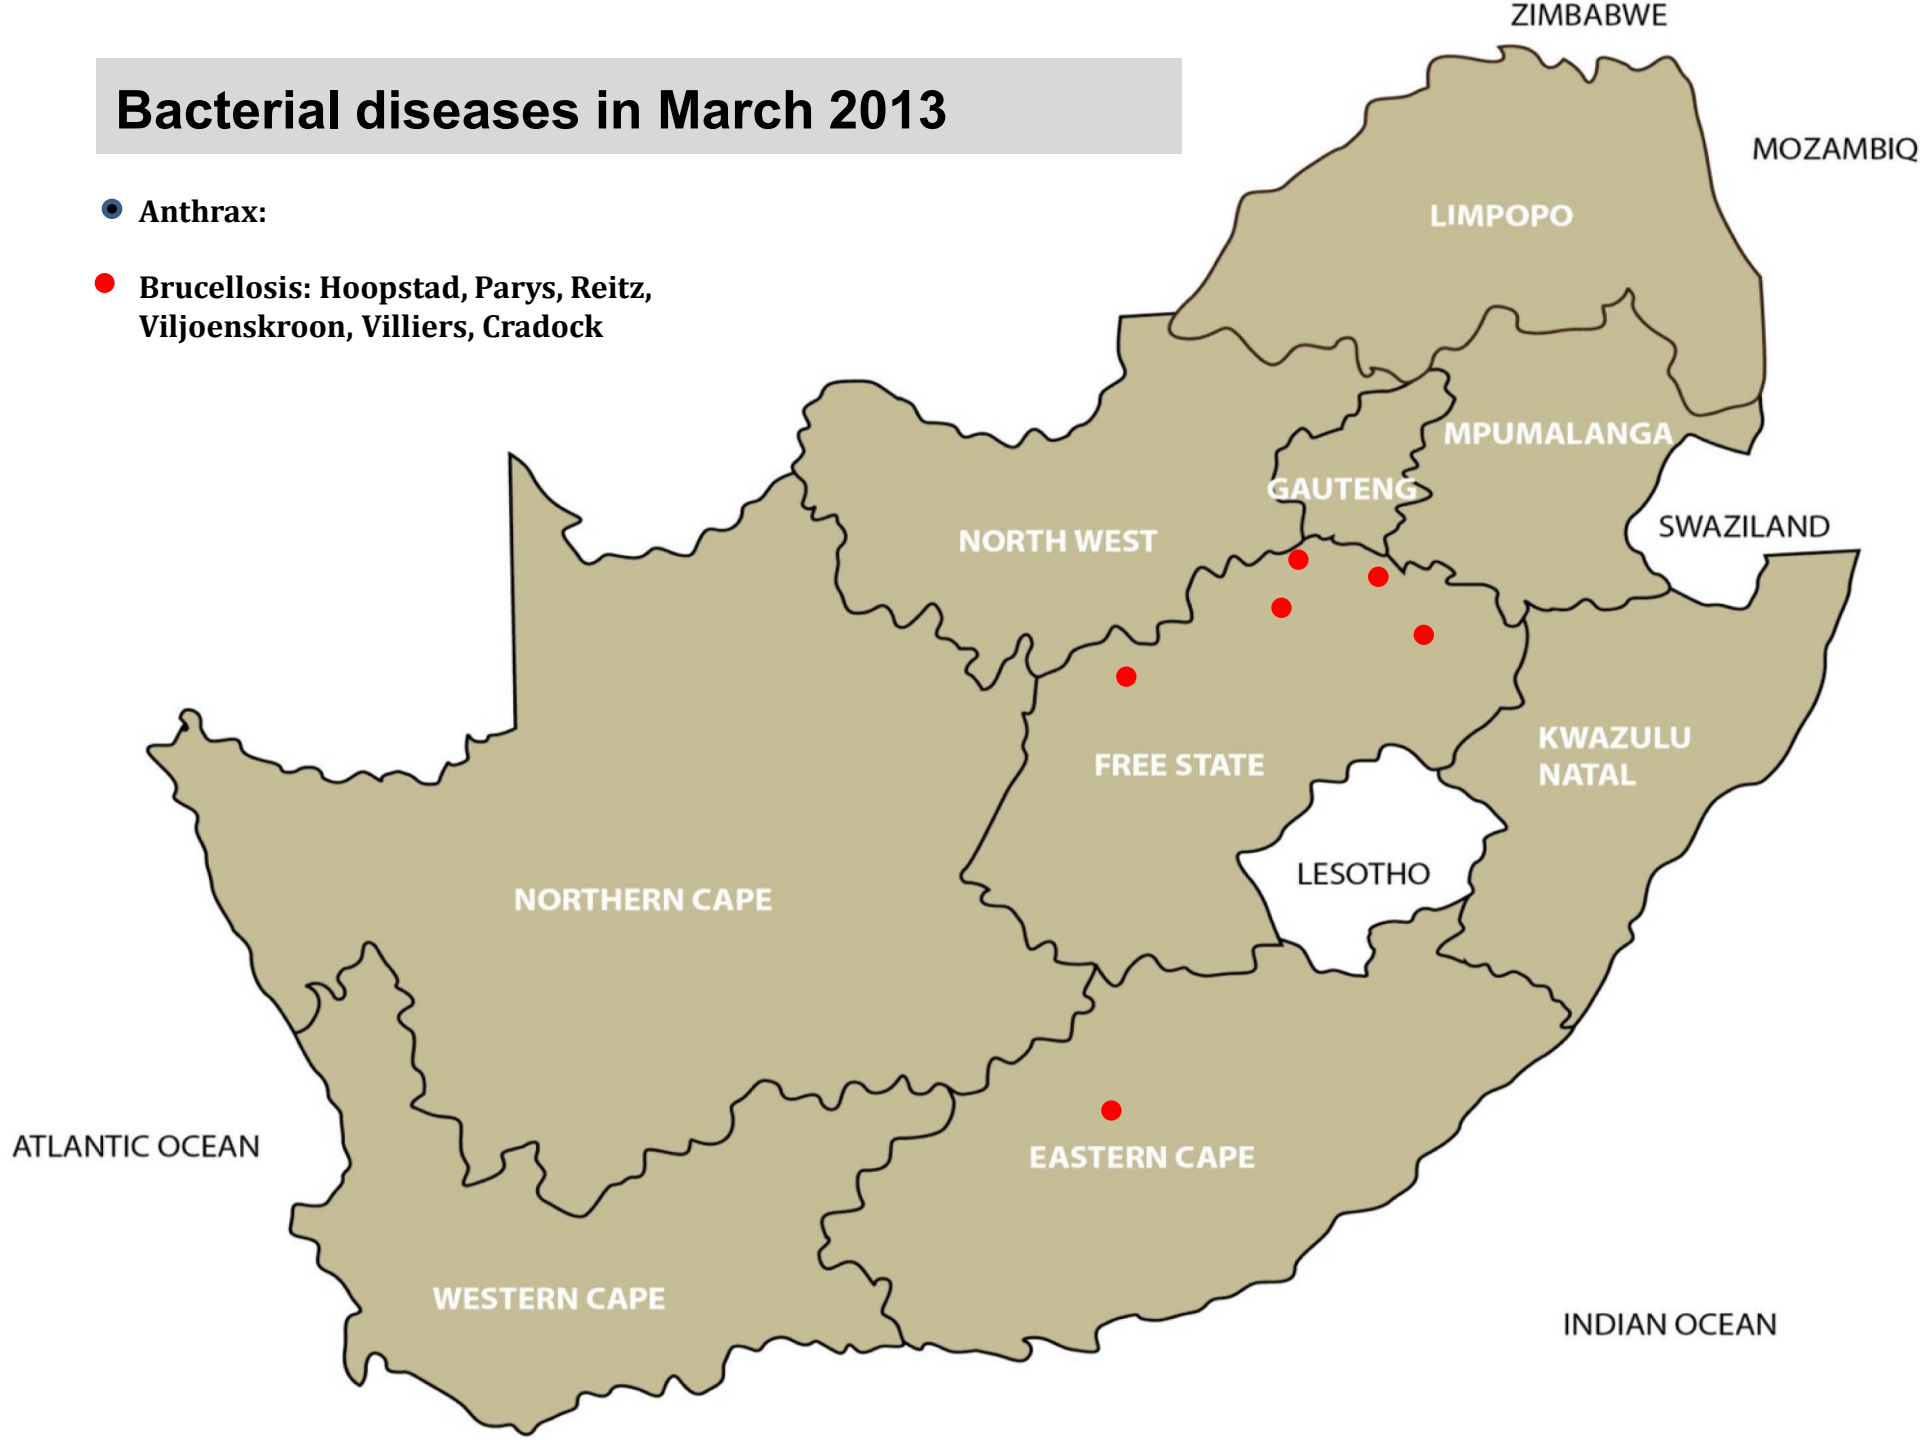 ZIMBABWE
Bacterial diseases in March 2013
MOZAMBIQ
Anthrax:
LIMPOPO
Brucellosis: Hoopstad, Parys, Reitz,
Viljoenskroon, Villiers, Cradock
MPUMALANGA
GAUTENG
SWAZILAND
NORTH WEST
KWAZULU
NATAL
FREE STATE
LESOTHO
NORTHERN CAPE
ATLANTIC OCEAN
EASTERN CAPE
WESTERN CAPE
INDIAN OCEAN